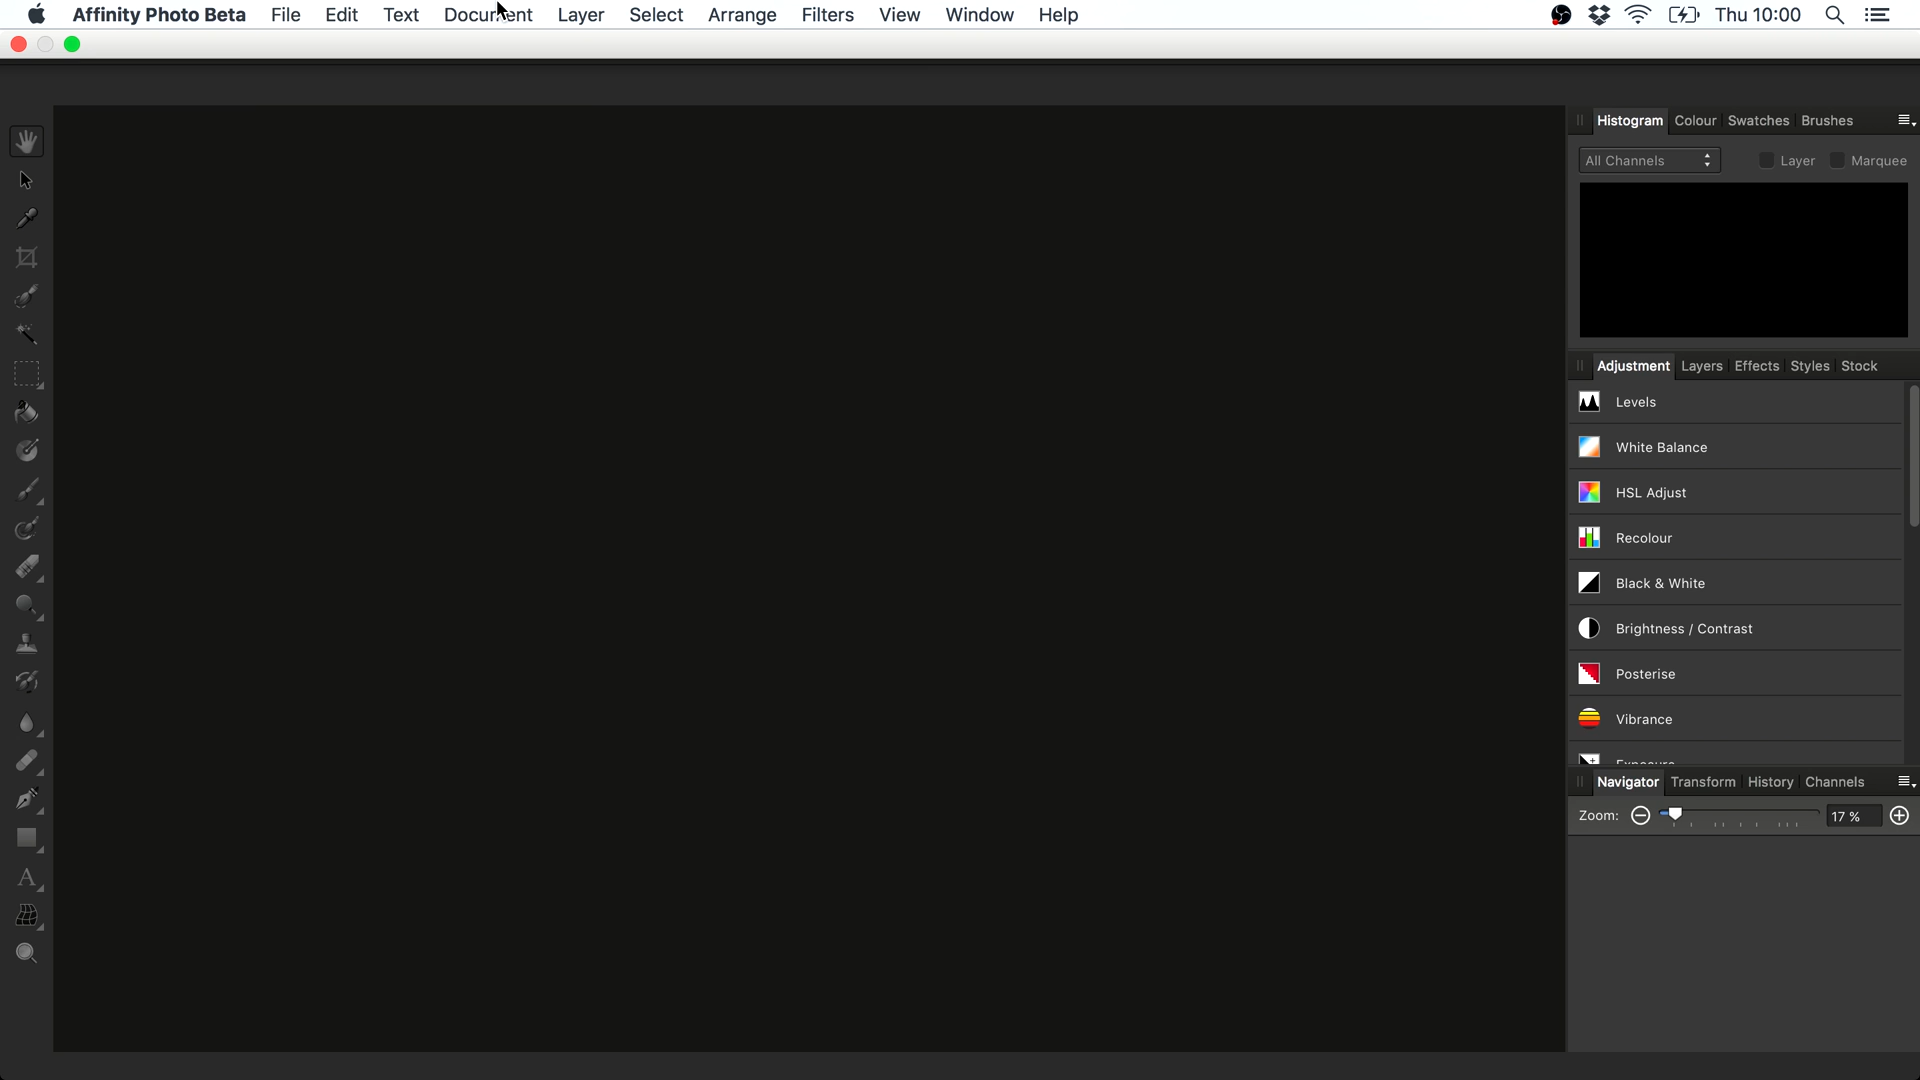 Affinity Photo Beta File Edit Text Document Layer Select Arrange Filters View Window Help Thu 10:00
Histogram Colour Swatches Brushes
All Channels Layer Marquee
Adjustment Layers Effects Styles Stock
Levels
White Balance
HSL Adjust
Recolour
Black & White
Brightness / Contrast
Posterise
Vibrance
Exposure
Navigator Transform History Channels
Zoom: 17 %
A